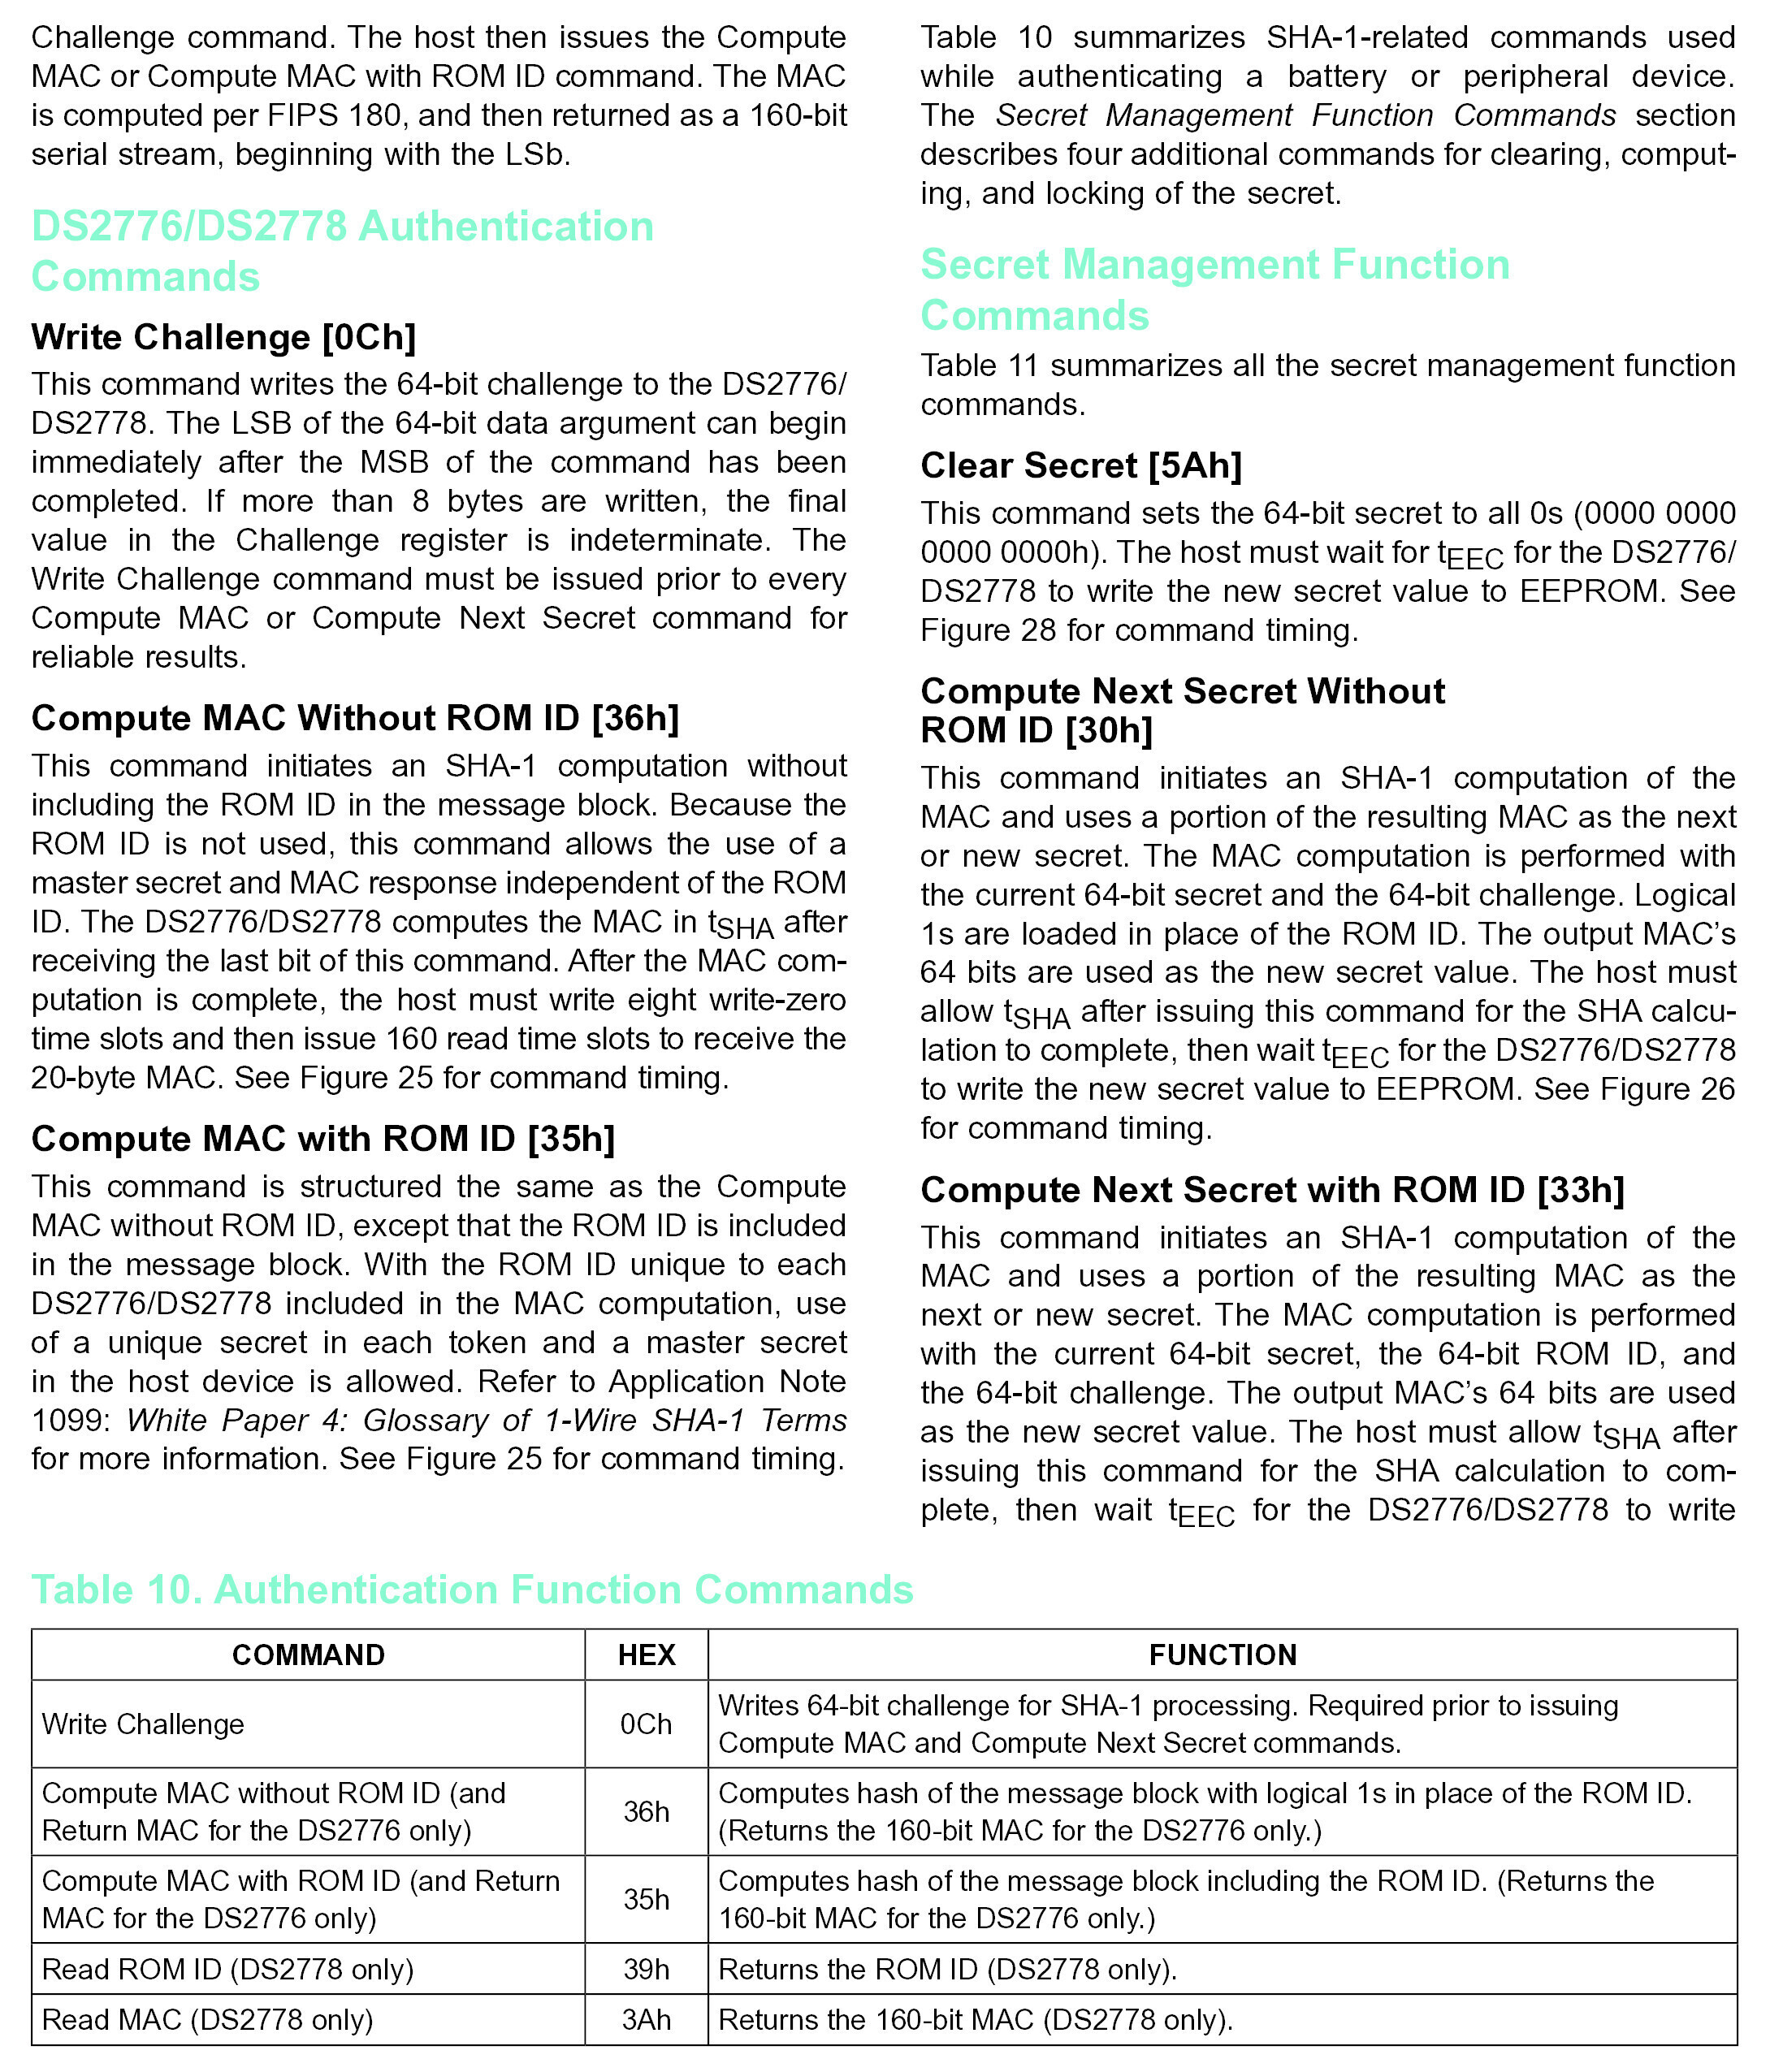 Challenge command. The host then issues the Compute
MAC or Compute MAC with ROM ID command. The MAC
is computed per FIPS 180, and then returned as a 160-bit
serial stream, beginning with the LSb.
DS2776/DS2778 Authentication
Commands
Write Challenge [0Ch]
This command writes the 64-bit challenge to the DS2776/
DS2778. The LSB of the 64-bit data argument can begin
immediately after the MSB of the command has been
completed. If more than 8 bytes are written, the final
value in the Challenge register is indeterminate. The
Write Challenge command must be issued prior to every
Compute MAC or Compute Next Secret command for
reliable results.
Compute MAC Without ROM ID [36h]
This command initiates an SHA-1 computation without
including the ROM ID in the message block. Because the
ROM ID is not used, this command allows the use of a
master secret and MAC response independent of the ROM
ID. The DS2776/DS2778 computes the MAC in tSHA after
receiving the last bit of this command. After the MAC com-
putation is complete, the host must write eight write-zero
time slots and then issue 160 read time slots to receive the
20-byte MAC. See Figure 25 for command timing.
Compute MAC with ROM ID [35h]
This command is structured the same as the Compute
MAC without ROM ID, except that the ROM ID is included
in the message block. With the ROM ID unique to each
DS2776/DS2778 included in the MAC computation, use
of a unique secret in each token and a master secret
in the host device is allowed. Refer to Application Note
1099: White Paper 4: Glossary of 1-Wire SHA-1 Terms
for more information. See Figure 25 for command timing.
Table 10 summarizes SHA-1-related commands used
while authenticating a battery or peripheral device.
The Secret Management Function Commands section
describes four additional commands for clearing, comput-
ing, and locking of the secret.
Secret Management Function
Commands
Table 11 summarizes all the secret management function
commands.
Clear Secret [5Ah]
This command sets the 64-bit secret to all 0s (0000 0000
0000 0000h). The host must wait for tEEC for the DS2776/
DS2778 to write the new secret value to EEPROM. See
Figure 28 for command timing.
Compute Next Secret Without
ROM ID [30h]
This command initiates an SHA-1 computation of the
MAC and uses a portion of the resulting MAC as the next
or new secret. The MAC computation is performed with
the current 64-bit secret and the 64-bit challenge. Logical
1s are loaded in place of the ROM ID. The output MAC's
64 bits are used as the new secret value. The host must
allow tSHA after issuing this command for the SHA calcu-
lation to complete, then wait tEEC for the DS2776/DS2778
to write the new secret value to EEPROM. See Figure 26
for command timing.
Compute Next Secret with ROM ID [33h]
This command initiates an SHA-1 computation of the
MAC and uses a portion of the resulting MAC as the
next or new secret. The MAC computation is performed
with the current 64-bit secret, the 64-bit ROM ID, and
the 64-bit challenge. The output MAC's 64 bits are used
as the new secret value. The host must allow tSHA after
issuing this command for the SHA calculation to com-
plete, then wait tEEC for the DS2776/DS2778 to write
Table 10. Authentication Function Commands
COMMAND HEX FUNCTION
Write Challenge 0Ch Writes 64-bit challenge for SHA-1 processing. Required prior to issuing
Compute MAC and Compute Next Secret commands.
Compute MAC without ROM ID (and
Return MAC for the DS2776 only) 36h Computes hash of the message block with logical 1s in place of the ROM ID.
(Returns the 160-bit MAC for the DS2776 only.)
Compute MAC with ROM ID (and Return
MAC for the DS2776 only) 35h Computes hash of the message block including the ROM ID. (Returns the
160-bit MAC for the DS2776 only.)
Read ROM ID (DS2778 only) 39h Returns the ROM ID (DS2778 only).
Read MAC (DS2778 only) 3Ah Returns the 160-bit MAC (DS2778 only).